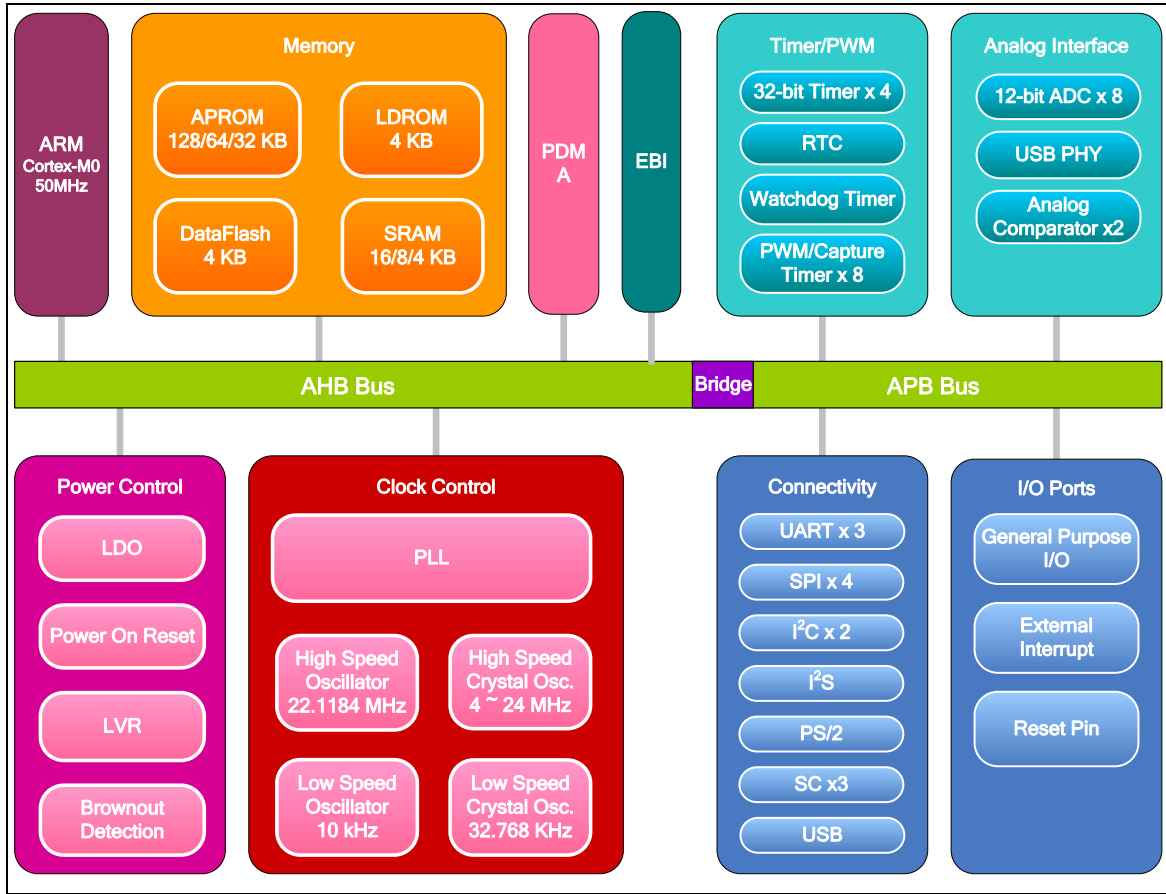 ARM
Cortex-M0
50MHz
Memory
APROM
128/64/32 KB
LDROM
4 KB
DataFlash
4 KB
SRAM
16/8/4 KB
PDM
A
EBI
Timer/PWM
32-bit Timer x 4
RTC
Watchdog Timer
PWM/Capture
Timer x 8
Analog Interface
12-bit ADC x 8
USB PHY
Analog
Comparator x2
AHB Bus
Bridge
APB Bus
Power Control
LDO
Power On Reset
LVR
Brownout
Detection
Clock Control
PLL
High Speed
Oscillator
22.1184 MHz
High Speed
Crystal Osc.
4 ~ 24 MHz
Low Speed
Oscillator
10 kHz
Low Speed
Crystal Osc.
32.768 KHz
Connectivity
UART x 3
SPI x 4
I²C x 2
I²S
PS/2
SC x3
USB
I/O Ports
General Purpose
I/O
External
Interrupt
Reset Pin